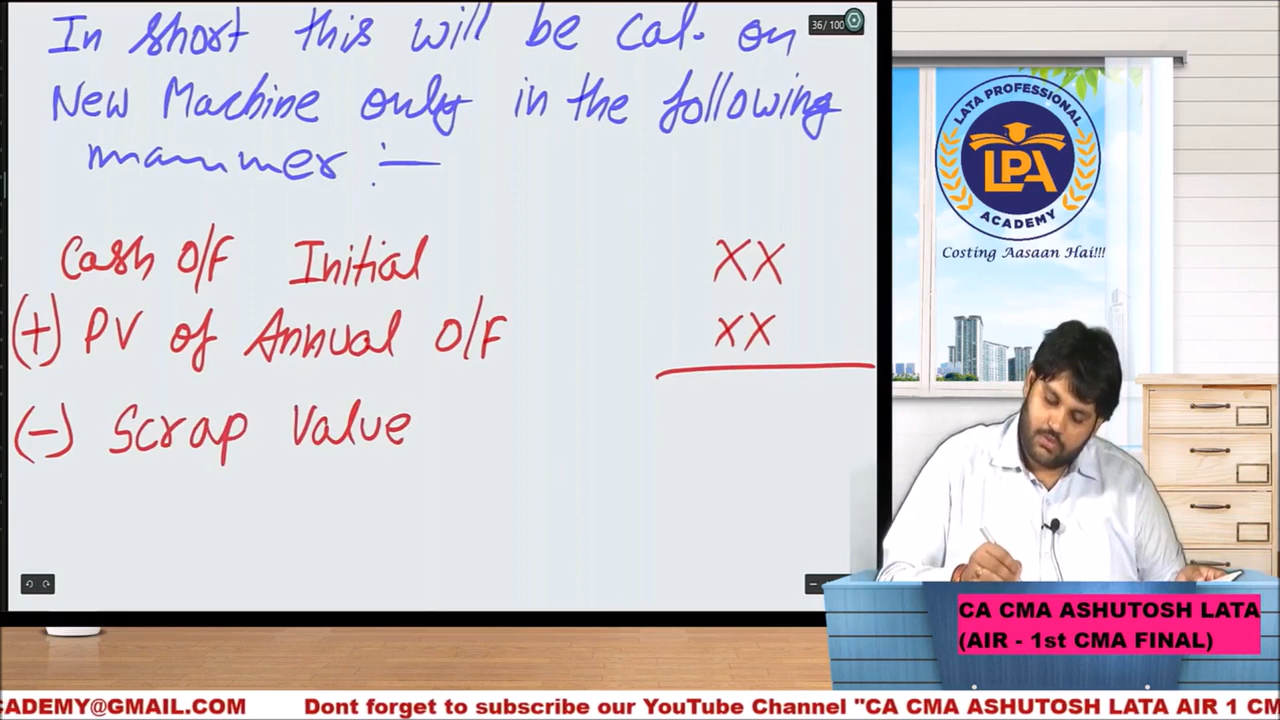 In short this will be cal. on
New Machine only in the following
manner :-
Cash O/F Initial XX
(+) PV of Annual O/F XX
(-) Scrap Value
36/100
LATA PROFESSIONAL
LPA
ACADEMY
Costing Aasaan Hai!!!
CA CMA ASHUTOSH LATA
(AIR - 1st CMA FINAL)
CADEMY@GMAIL.COM Dont forget to subscribe our YouTube Channel "CA CMA ASHUTOSH LATA AIR 1 CM